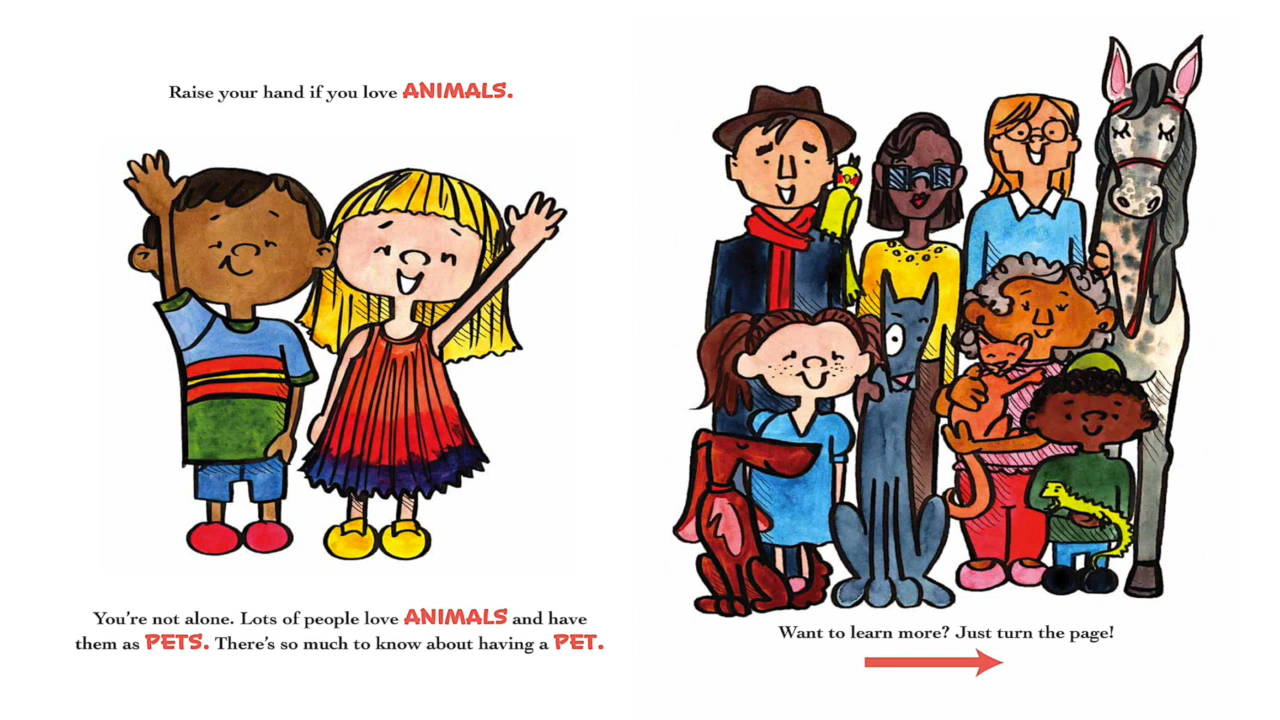 Raise your hand if you love ANIMALS.
You're not alone. Lots of people love ANIMALS and have
them as PETS. There's so much to know about having a PET.
Want to learn more? Just turn the page!